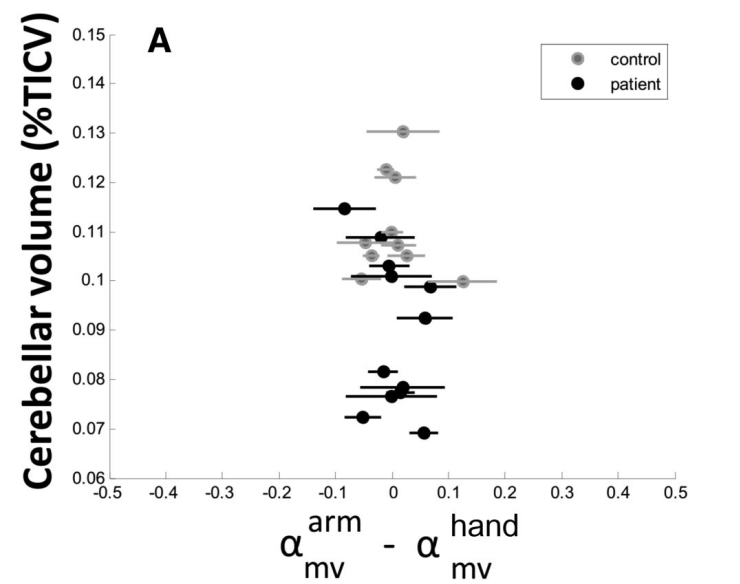 A
control
patient
Cerebellar volume (%TICV)
0.15
0.14
0.13
0.12
0.11
0.1
0.09
0.08
0.07
0.06
-0.5 -0.4 -0.3 -0.2 -0.1 0 0.1 0.2 0.3 0.4 0.5
α arm mv - α hand mv